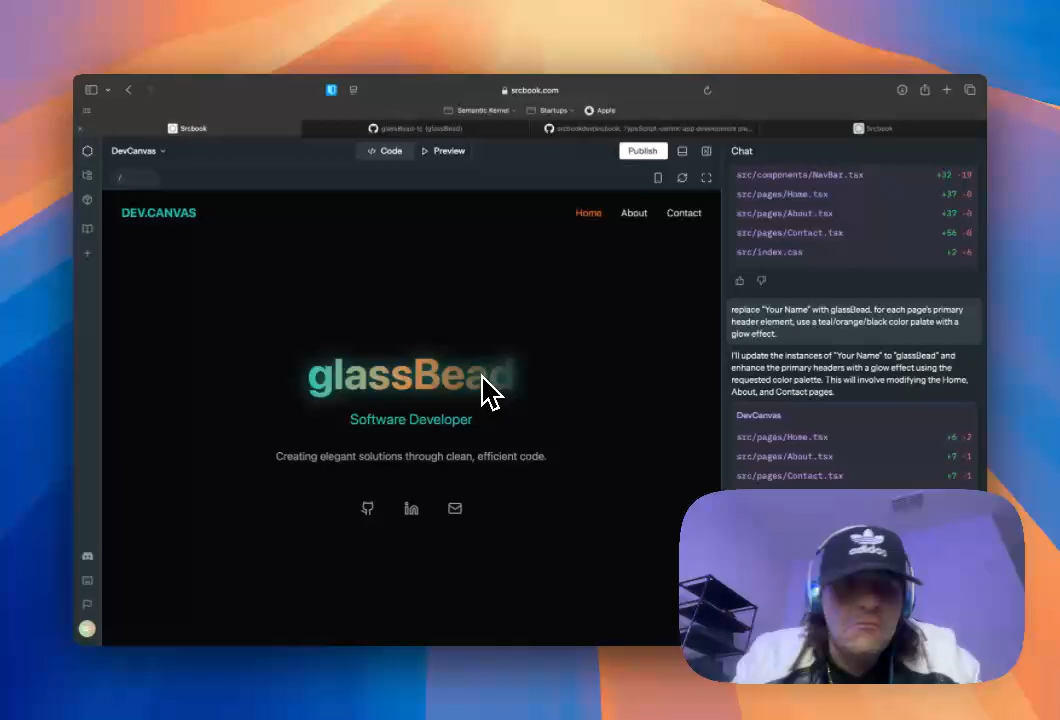 srcbook.com
Semantic Kernel
Startups
Apple
Srcbook
glassBead-tc (glassBead)
Srcbook
DevCanvas
Code
Preview
Publish
Chat
/
DEV.CANVAS
Home
About
Contact
src/components/NavBar.tsx +32 -19
src/pages/Home.tsx +37 -0
src/pages/About.tsx +37 -0
src/pages/Contact.tsx +56 -0
src/index.css +2 -6
replace "Your Name" with glassBead. for each page's primary
header element, use a teal/orange/black color palate with a
glow effect.
I'll update the instances of "Your Name" to "glassBead" and
enhance the primary headers with a glow effect using the
requested color palette. This will involve modifying the Home,
About, and Contact pages.
DevCanvas
src/pages/Home.tsx +6 -2
src/pages/About.tsx +7 -1
src/pages/Contact.tsx +7 -1
glassBead
Software Developer
Creating elegant solutions through clean, efficient code.
adidas